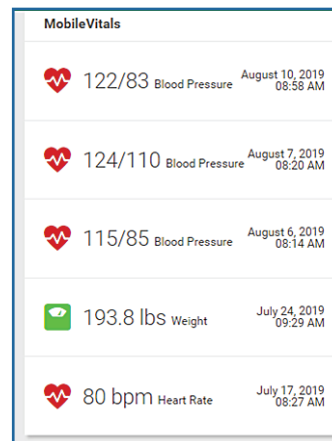 MobileVitals
122/83 Blood Pressure August 10, 2019
08:58 AM
124/110 Blood Pressure August 7, 2019
08:20 AM
115/85 Blood Pressure August 6, 2019
08:14 AM
193.8 lbs Weight July 24, 2019
09:29 AM
80 bpm Heart Rate July 17, 2019
08:27 AM